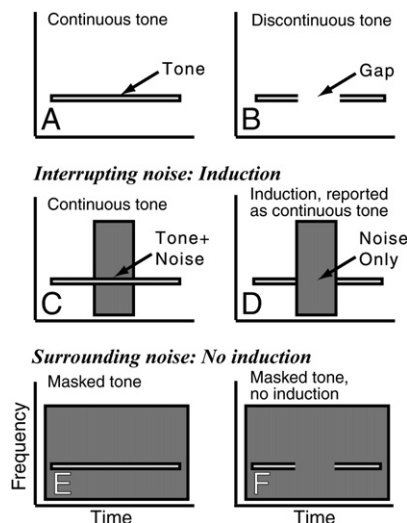 Continuous tone
Tone
A
Discontinuous tone
Gap
B
Interrupting noise: Induction
Continuous tone
Tone+
Noise
C
Induction, reported
as continuous tone
Noise
Only
D
Surrounding noise: No induction
Masked tone
E
Masked tone,
no induction
F
Frequency
Time
Time